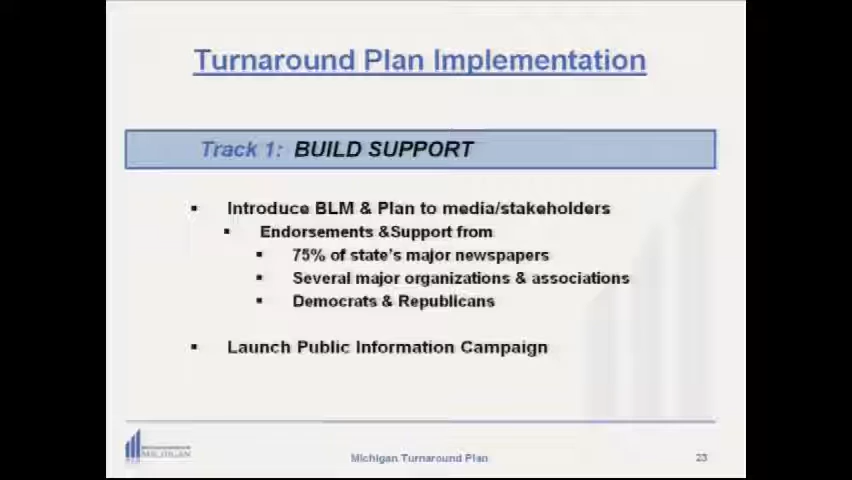 Turnaround Plan Implementation
Track 1: BUILD SUPPORT
▪ Introduce BLM & Plan to media/stakeholders
▪ Endorsements &Support from
▪ 75% of state's major newspapers
▪ Several major organizations & associations
▪ Democrats & Republicans
▪ Launch Public Information Campaign
MICHIGAN
Michigan Turnaround Plan
23